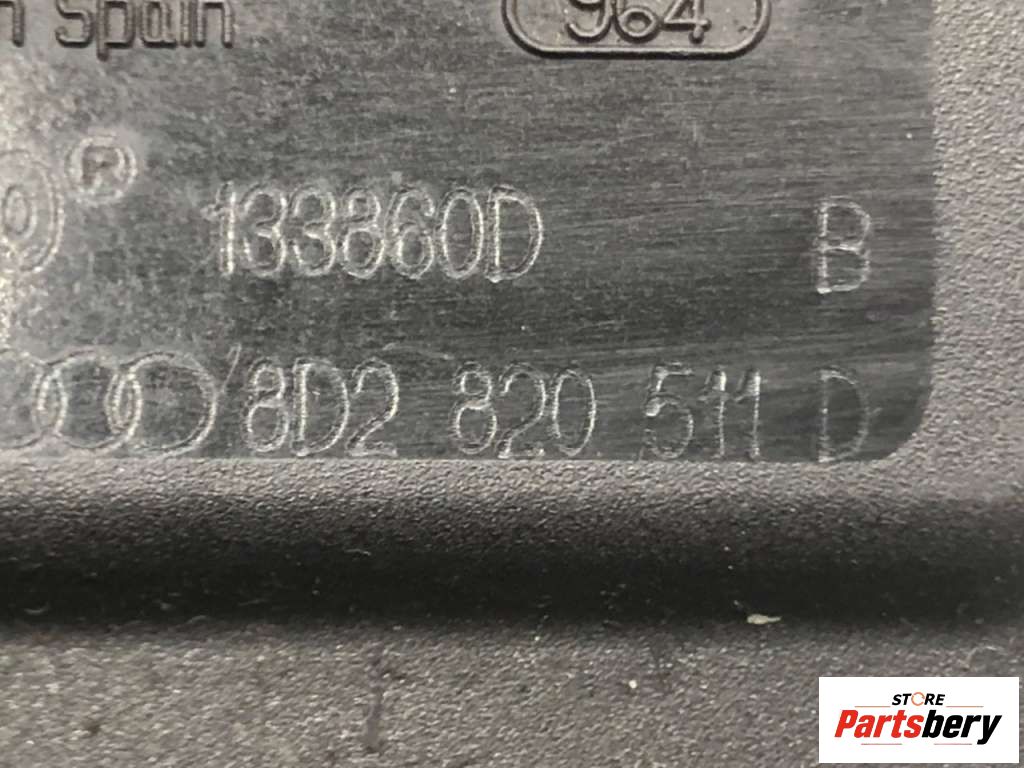 Spain 964
P
133860D B
8D2 820 511 D
STORE
Partsbery